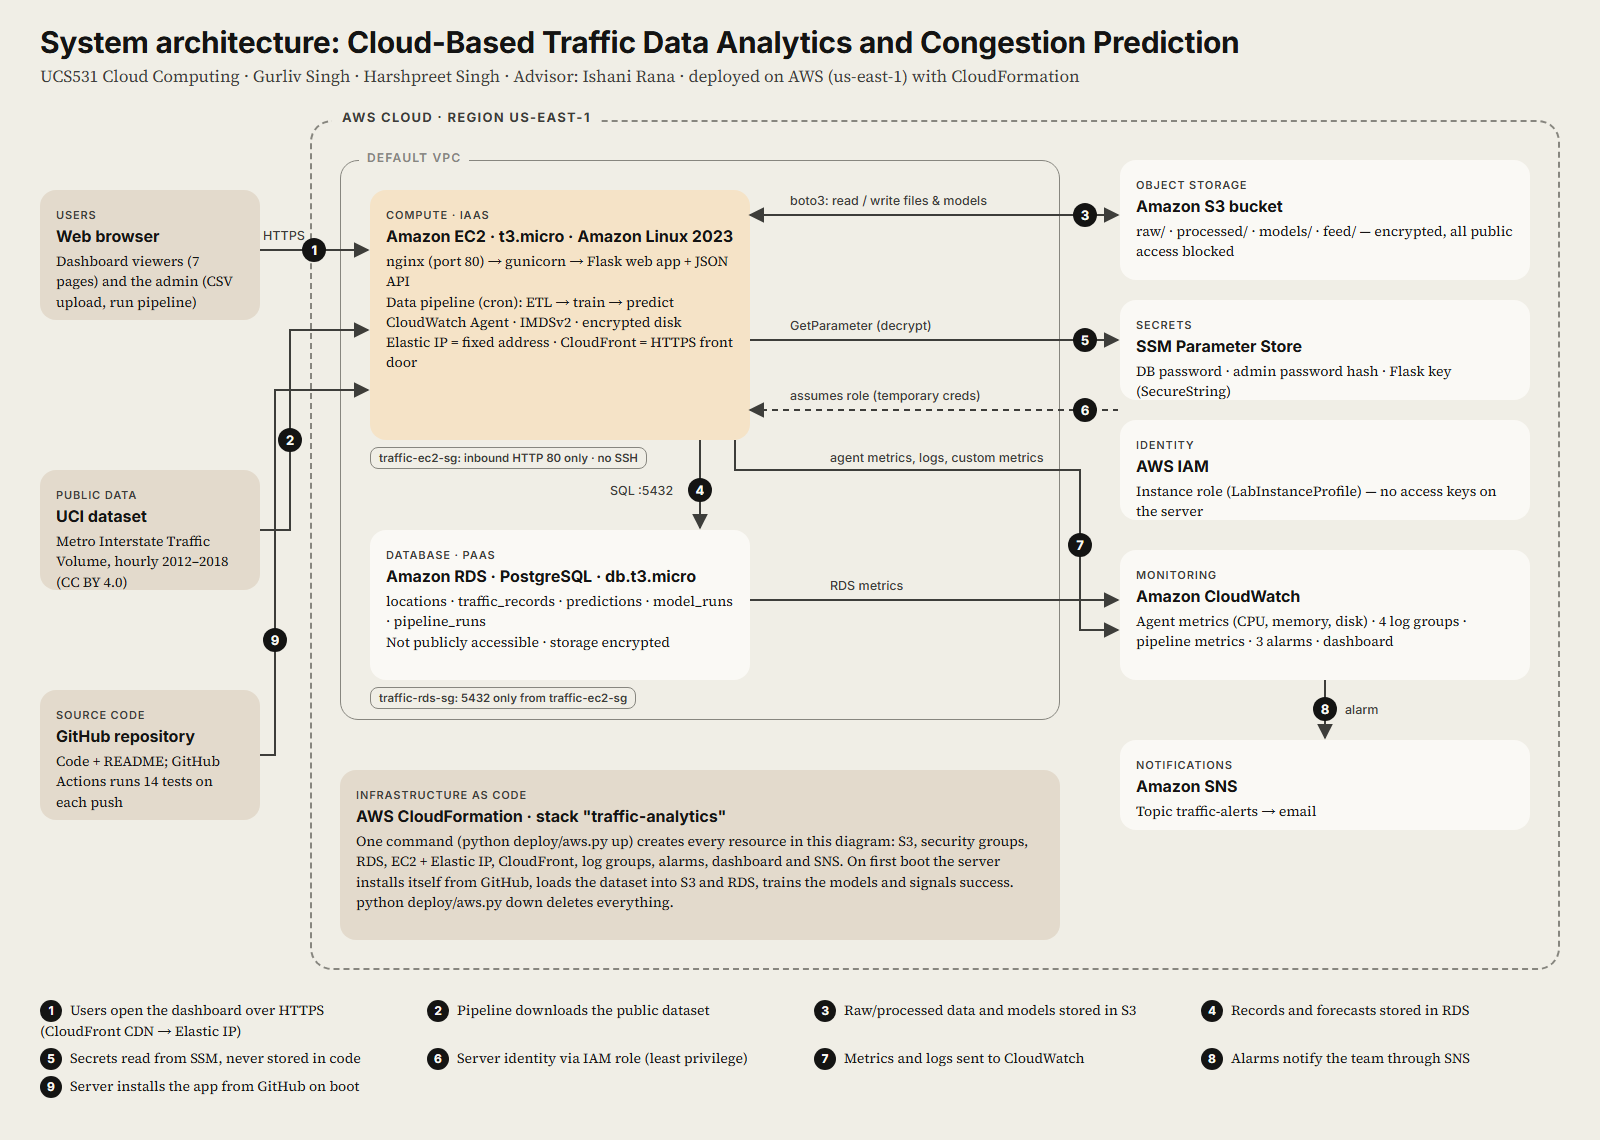 System architecture: Cloud-Based Traffic Data Analytics and Congestion Prediction
UCS531 Cloud Computing · Gurliv Singh · Harshpreet Singh · Advisor: Ishani Rana · deployed on AWS (us-east-1) with CloudFormation
AWS CLOUD · REGION US-EAST-1
DEFAULT VPC
USERS
Web browser
Dashboard viewers (7
pages) and the admin (CSV
upload, run pipeline)
HTTPS
1
COMPUTE · IAAS
Amazon EC2 · t3.micro · Amazon Linux 2023
nginx (port 80) → gunicorn → Flask web app + JSON
API
Data pipeline (cron): ETL → train → predict
CloudWatch Agent · IMDSv2 · encrypted disk
Elastic IP = fixed address · CloudFront = HTTPS front
door
boto3: read / write files & models
3
OBJECT STORAGE
Amazon S3 bucket
raw/ · processed/ · models/ · feed/ — encrypted, all public
access blocked
GetParameter (decrypt)
5
SECRETS
SSM Parameter Store
DB password · admin password hash · Flask key
(SecureString)
assumes role (temporary creds)
6
IDENTITY
AWS IAM
Instance role (LabInstanceProfile) — no access keys on
the server
2
traffic-ec2-sg: inbound HTTP 80 only · no SSH
agent metrics, logs, custom metrics
SQL :5432
4
7
PUBLIC DATA
UCI dataset
Metro Interstate Traffic
Volume, hourly 2012–2018
(CC BY 4.0)
DATABASE · PAAS
Amazon RDS · PostgreSQL · db.t3.micro
locations · traffic_records · predictions · model_runs
· pipeline_runs
Not publicly accessible · storage encrypted
RDS metrics
MONITORING
Amazon CloudWatch
Agent metrics (CPU, memory, disk) · 4 log groups ·
pipeline metrics · 3 alarms · dashboard
9
traffic-rds-sg: 5432 only from traffic-ec2-sg
8
alarm
SOURCE CODE
GitHub repository
Code + README; GitHub
Actions runs 14 tests on
each push
NOTIFICATIONS
Amazon SNS
Topic traffic-alerts → email
INFRASTRUCTURE AS CODE
AWS CloudFormation · stack "traffic-analytics"
One command (python deploy/aws.py up) creates every resource in this diagram: S3, security groups,
RDS, EC2 + Elastic IP, CloudFront, log groups, alarms, dashboard and SNS. On first boot the server
installs itself from GitHub, loads the dataset into S3 and RDS, trains the models and signals success.
python deploy/aws.py down deletes everything.
1 Users open the dashboard over HTTPS
(CloudFront CDN → Elastic IP)
2 Pipeline downloads the public dataset
3 Raw/processed data and models stored in S3
4 Records and forecasts stored in RDS
5 Secrets read from SSM, never stored in code
6 Server identity via IAM role (least privilege)
7 Metrics and logs sent to CloudWatch
8 Alarms notify the team through SNS
9 Server installs the app from GitHub on boot